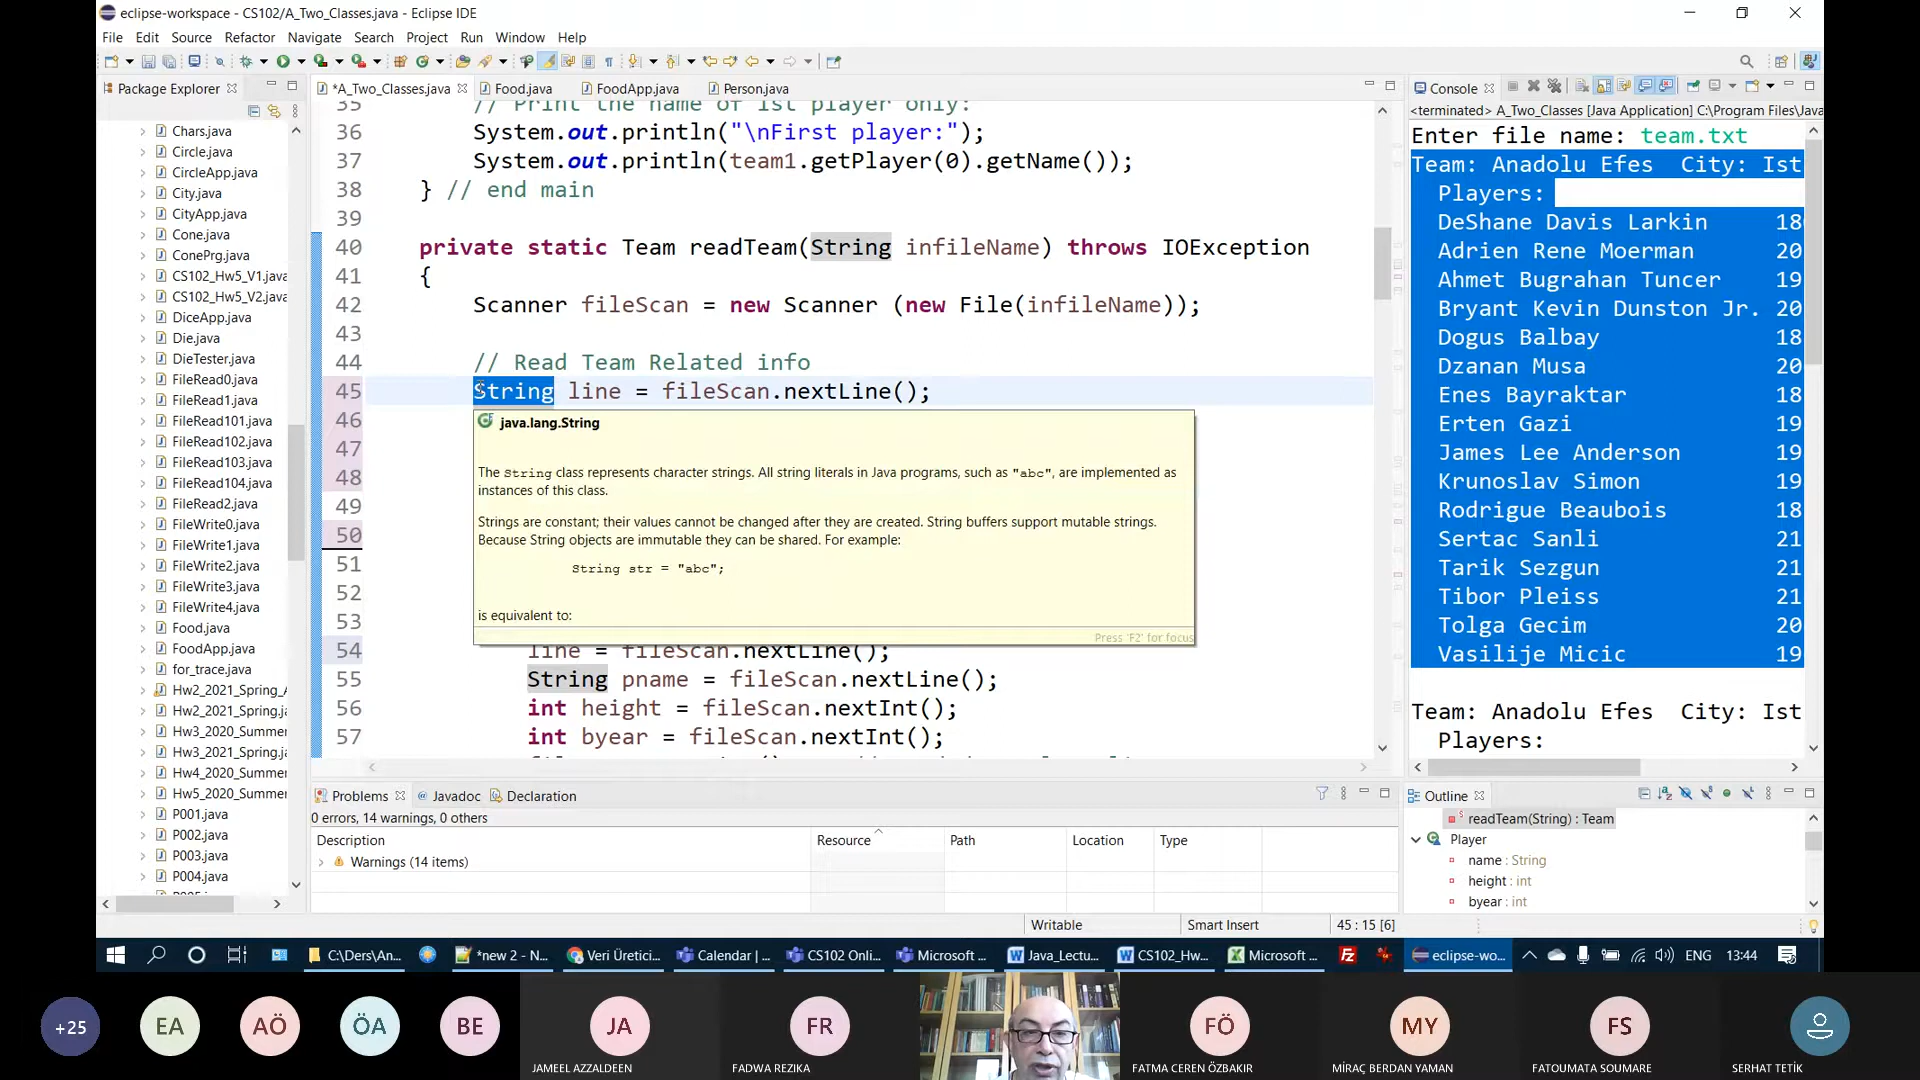 eclipse-workspace - CS102/A_Two_Classes.java - Eclipse IDE
File Edit Source Refactor Navigate Search Project Run Window Help
Package Explorer
Chars.java
Circle.java
CircleApp.java
City.java
CityApp.java
Cone.java
ConePrg.java
CS102_Hw5_V1.java
CS102_Hw5_V2.java
DiceApp.java
Die.java
DieTester.java
FileRead0.java
FileRead1.java
FileRead101.java
FileRead102.java
FileRead103.java
FileRead104.java
FileRead2.java
FileWrite0.java
FileWrite1.java
FileWrite2.java
FileWrite3.java
FileWrite4.java
Food.java
FoodApp.java
for_trace.java
Hw2_2021_Spring_A
Hw2_2021_Spring.ja
Hw3_2020_Summer
Hw3_2021_Spring.ja
Hw4_2020_Summer
Hw5_2020_Summer
P001.java
P002.java
P003.java
P004.java
*A_Two_Classes.java Food.java FoodApp.java Person.java
35 // Print the name of 1st player only:
36 System.out.println("\nFirst player:");
37 System.out.println(team1.getPlayer(0).getName());
38 } // end main
39
40 private static Team readTeam(String infileName) throws IOException
41 {
42 Scanner fileScan = new Scanner (new File(infileName));
43
44 // Read Team Related info
45 String line = fileScan.nextLine();
46
47
48
49
50
51
52
53
java.lang.String
The String class represents character strings. All string literals in Java programs, such as "abc", are implemented as
instances of this class.
Strings are constant; their values cannot be changed after they are created. String buffers support mutable strings.
Because String objects are immutable they can be shared. For example:
String str = "abc";
is equivalent to:
Press 'F2' for focus
54 line = fileScan.nextLine();
55 String pname = fileScan.nextLine();
56 int height = fileScan.nextInt();
57 int byear = fileScan.nextInt();
Console
<terminated> A_Two_Classes [Java Application] C:\Program Files\Java
Enter file name: team.txt
Team: Anadolu Efes City: Ist
Players:
DeShane Davis Larkin 18
Adrien Rene Moerman 20
Ahmet Bugrahan Tuncer 19
Bryant Kevin Dunston Jr. 20
Dogus Balbay 18
Dzanan Musa 20
Enes Bayraktar 19
Erten Gazi 19
James Lee Anderson 19
Krunoslav Simon 19
Rodrigue Beaubois 18
Sertac Sanli 21
Tarik Sezgun 21
Tibor Pleiss 21
Tolga Gecim 20
Vasilije Micic 19
Team: Anadolu Efes City: Ist
Players:
Problems Javadoc Declaration
0 errors, 14 warnings, 0 others
Description Resource Path Location Type
Warnings (14 items)
Outline
readTeam(String) : Team
Player
name : String
height : int
byear : int
Writable Smart Insert 45 : 15 [6]
C:\Ders\An... *new 2 - N... Veri Üretici... Calendar | ... CS102 Onli... Microsoft ... Java_Lectu... CS102_Hw... Microsoft ... eclipse-wo... ENG 13:44
+25 EA AÖ ÖA BE JA FR FÖ MY FS
JAMEEL AZZALDEEN FADWA REZIKA FATMA CEREN ÖZBAKIR MİRAÇ BERDAN YAMAN FATOUMATA SOUMARE SERHAT TETİK